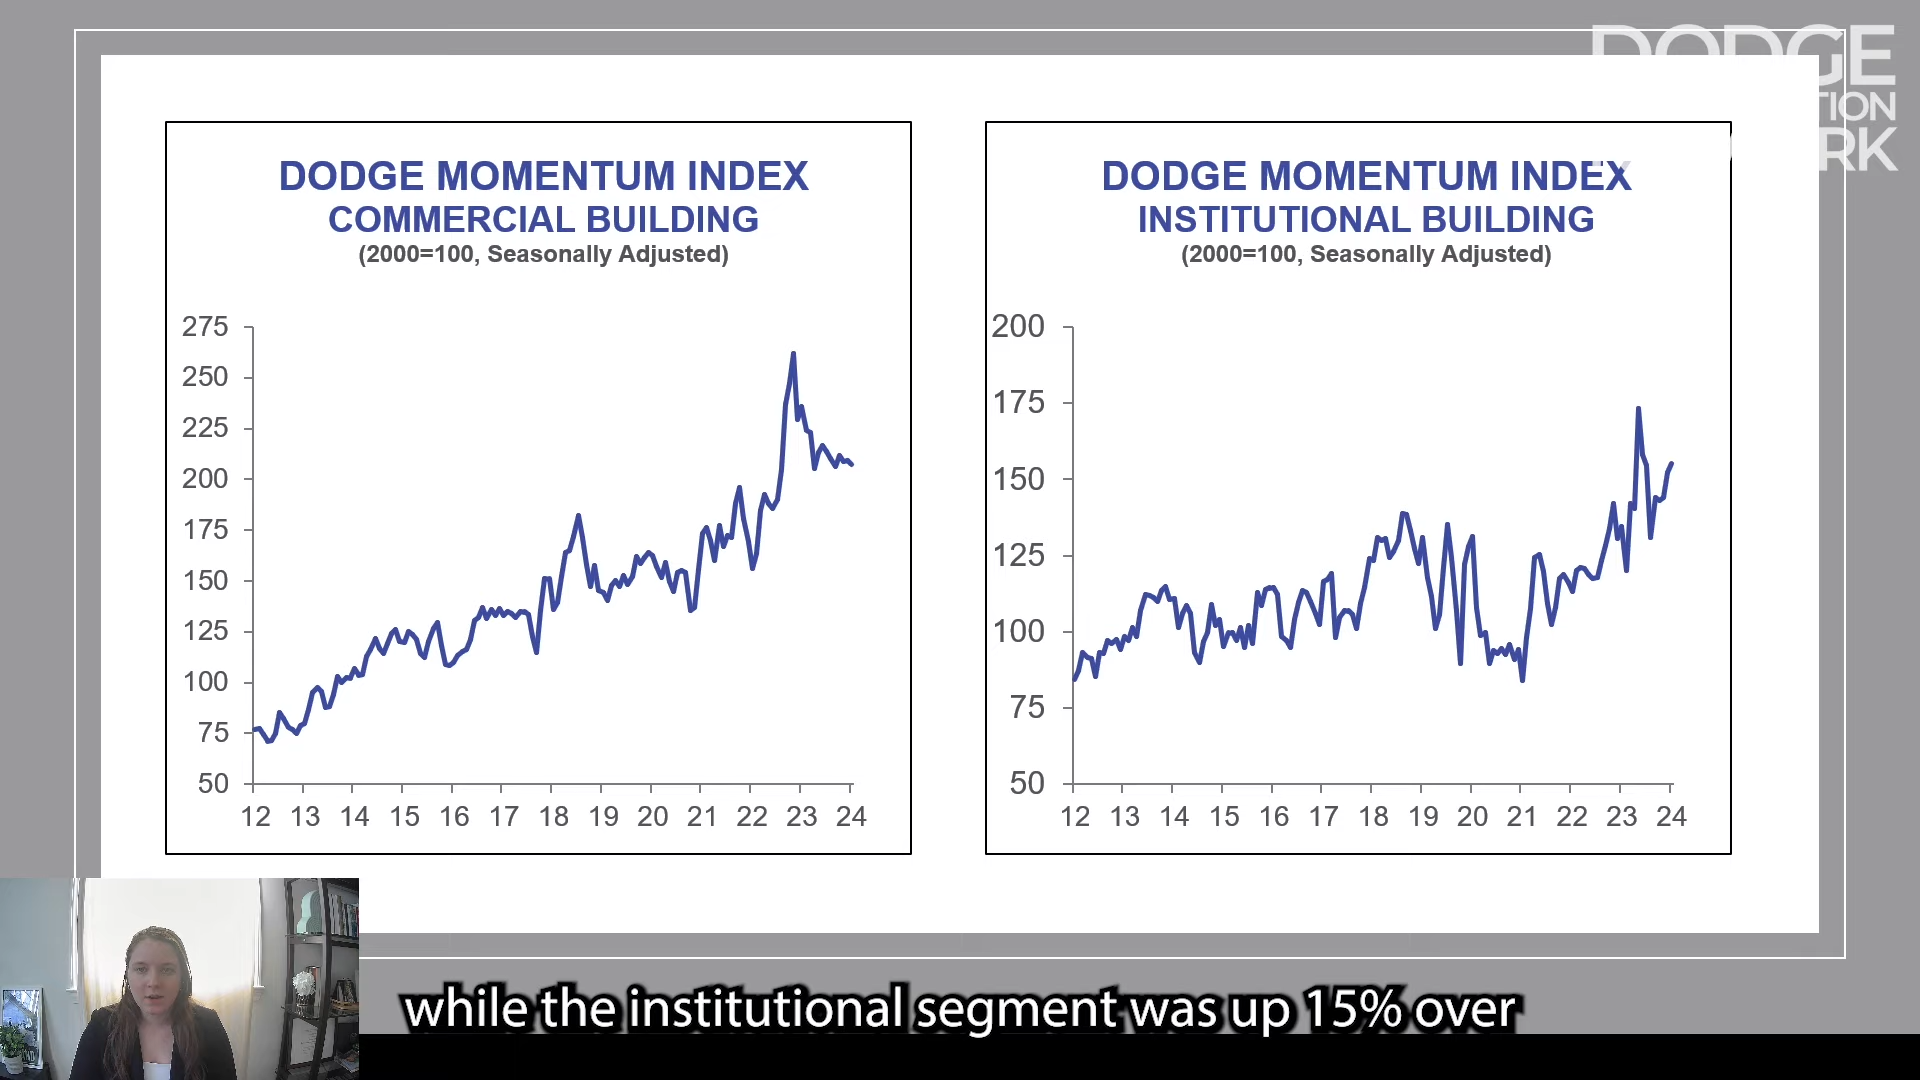 DODGE
TION
RK
DODGE MOMENTUM INDEX
COMMERCIAL BUILDING
(2000=100, Seasonally Adjusted)
275
250
225
200
175
150
125
100
75
50
12 13 14 15 16 17 18 19 20 21 22 23 24
DODGE MOMENTUM INDEX
INSTITUTIONAL BUILDING
(2000=100, Seasonally Adjusted)
200
175
150
125
100
75
50
12 13 14 15 16 17 18 19 20 21 22 23 24
while the institutional segment was up 15% over